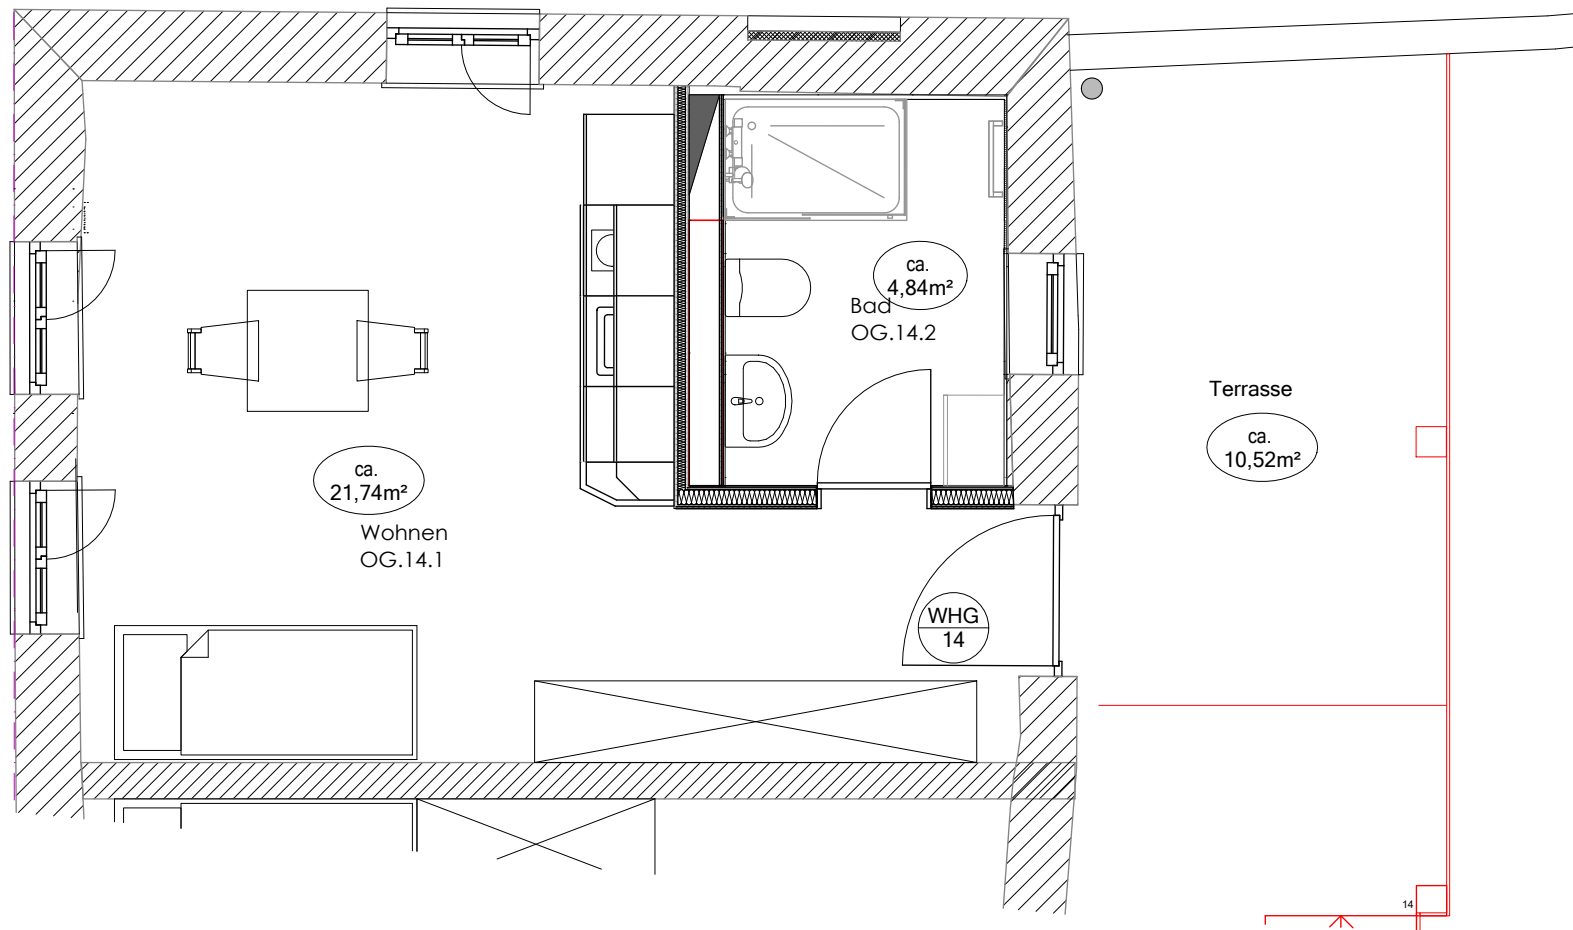 ca.
4,84m²
Bad
OG.14.2
Terrasse
ca.
10,52m²
ca.
21,74m²
Wohnen
OG.14.1
WHG
14
14